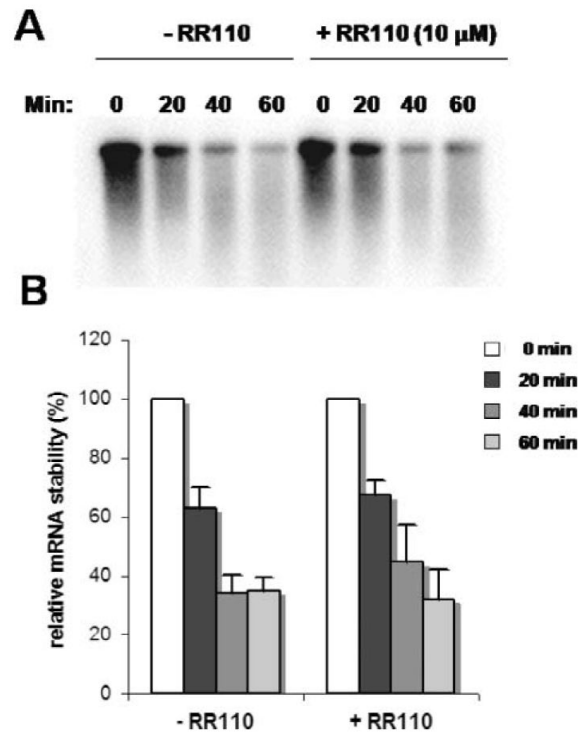 A
- RR110 + RR110 (10 µM)
Min: 0 20 40 60 0 20 40 60
B
120
100
80
60
40
20
0
relative mRNA stability (%)
0 min
20 min
40 min
60 min
- RR110 + RR110